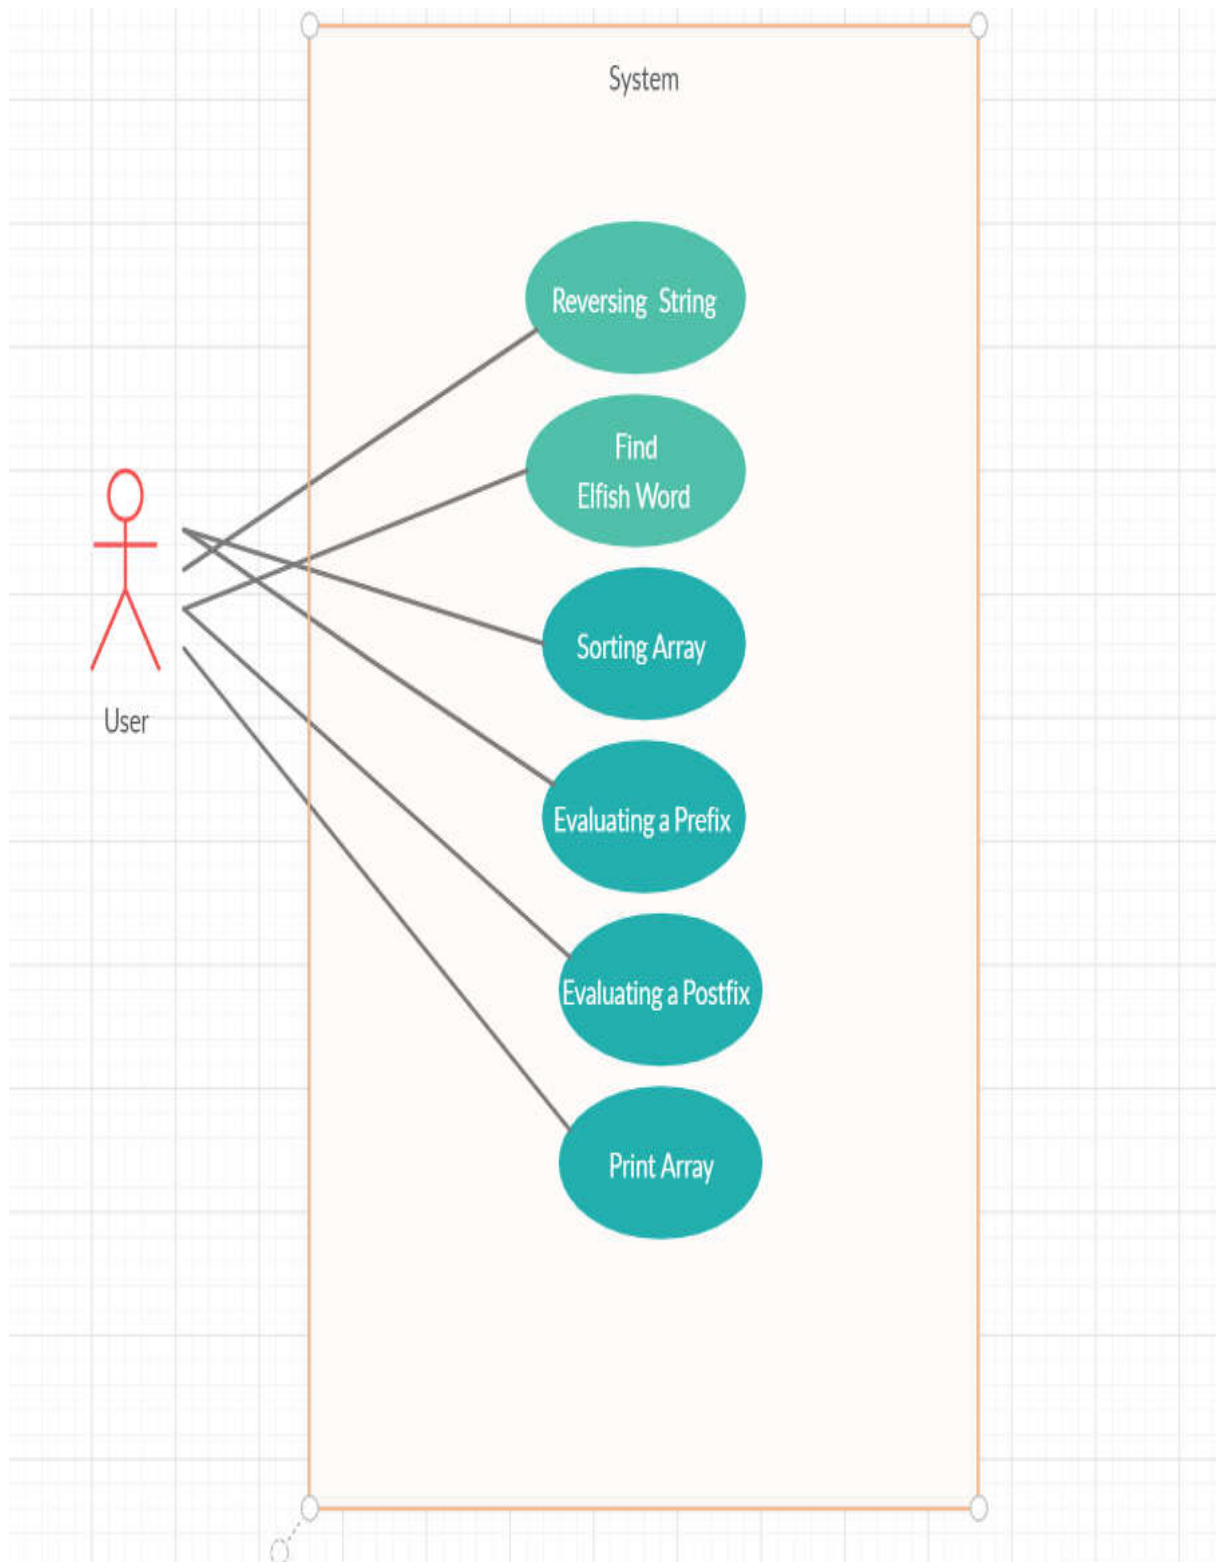 System
Reversing  String
Find
Elfish Word
Sorting Array
User
Evaluating a Prefix
Evaluating a Postfix
Print Array